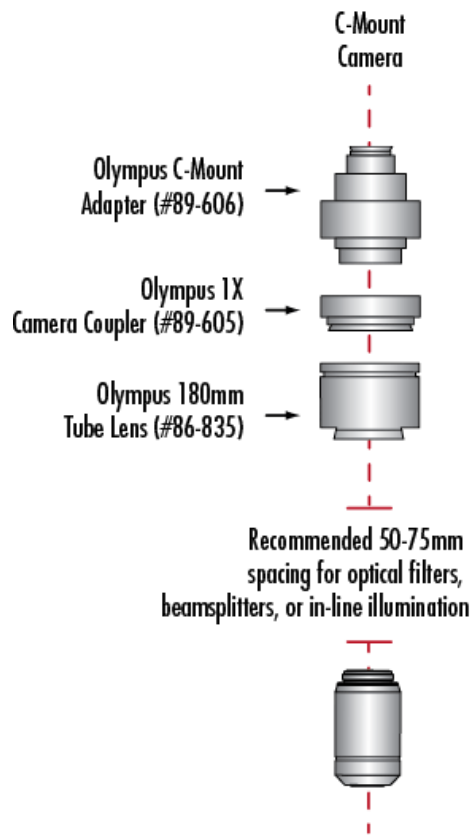 C-Mount
Camera
Olympus C-Mount
Adapter (#89-606)
Olympus 1X
Camera Coupler (#89-605)
Olympus 180mm
Tube Lens (#86-835)
Recommended 50-75mm
spacing for optical filters,
beamsplitters, or in-line illumination